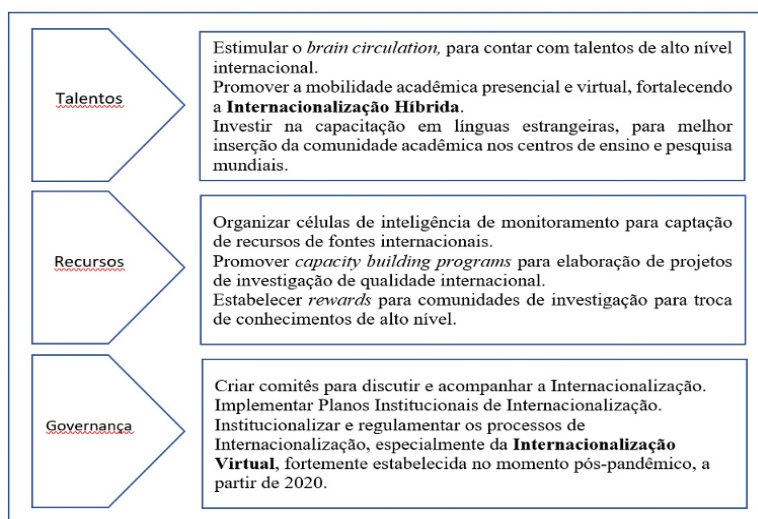 Talentos
Estimular o brain circulation, para contar com talentos de alto nível
internacional.
Promover a mobilidade acadêmica presencial e virtual, fortalecendo
a Internacionalização Híbrida.
Investir na capacitação em línguas estrangeiras, para melhor
inserção da comunidade acadêmica nos centros de ensino e pesquisa
mundiais.
Recursos
Organizar células de inteligência de monitoramento para captação
de recursos de fontes internacionais.
Promover capacity building programs para elaboração de projetos
de investigação de qualidade internacional.
Estabelecer rewards para comunidades de investigação para troca
de conhecimentos de alto nível.
Governança
Criar comitês para discutir e acompanhar a Internacionalização.
Implementar Planos Institucionais de Internacionalização.
Institucionalizar e regulamentar os processos de
Internacionalização, especialmente da Internacionalização
Virtual, fortemente estabelecida no momento pós-pandêmico, a
partir de 2020.